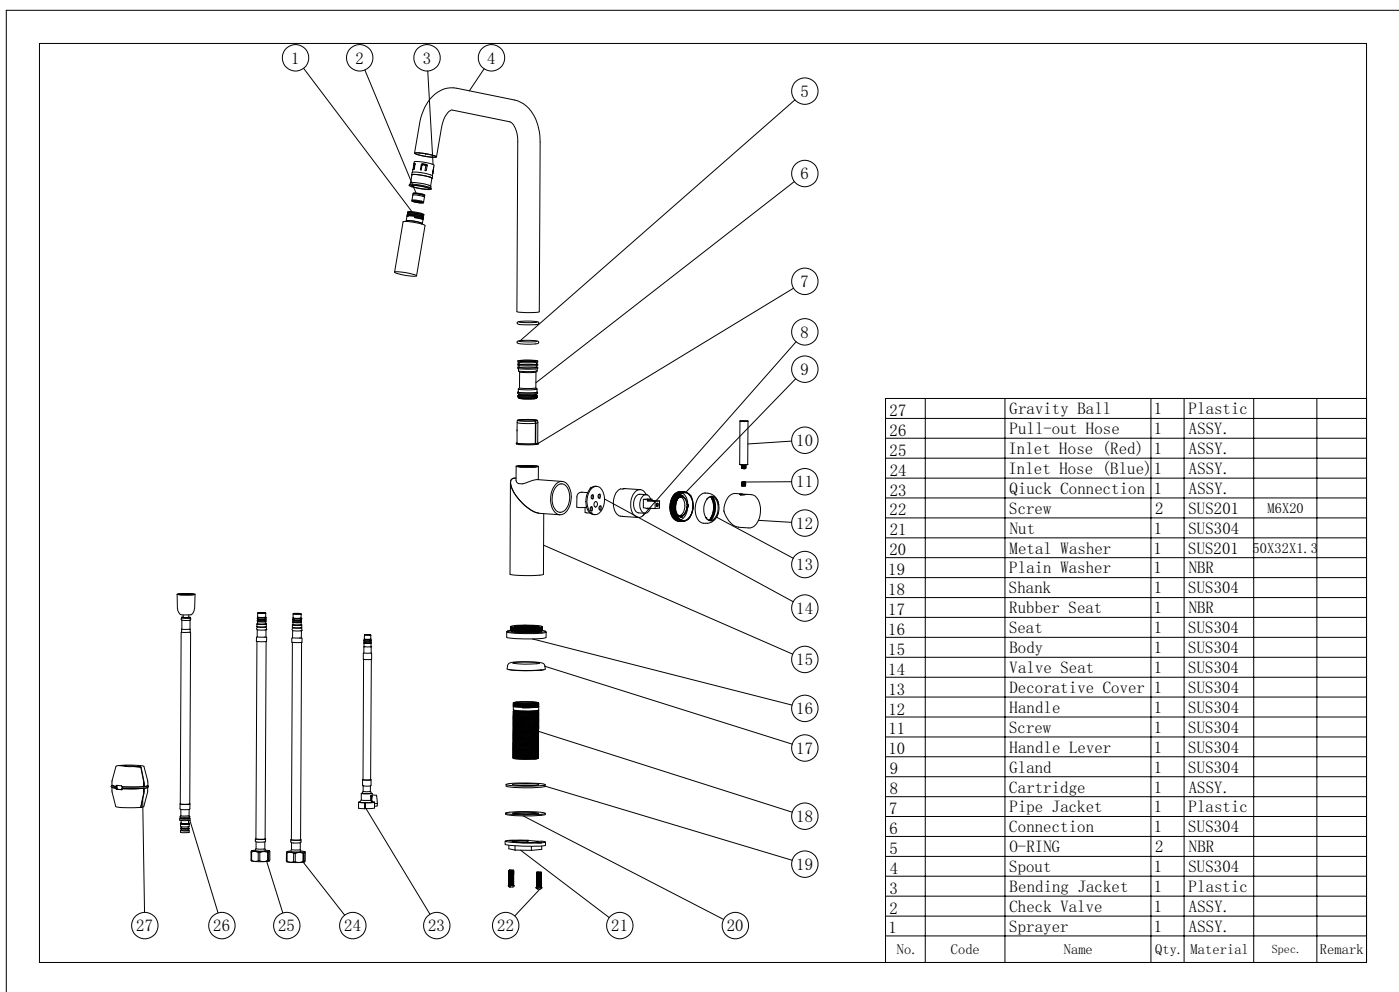 1
2
3
4
5
6
7
8
9
10
11
12
13
14
15
16
17
18
19
20
21
22
23
24
25
26
27
27 Gravity Ball 1 Plastic
26 Pull-out Hose 1 ASSY.
25 Inlet Hose (Red) 1 ASSY.
24 Inlet Hose (Blue) 1 ASSY.
23 Qiuck Connection 1 ASSY.
22 Screw 2 SUS201 M6X20
21 Nut 1 SUS304
20 Metal Washer 1 SUS201 50X32X1.3
19 Plain Washer 1 NBR
18 Shank 1 SUS304
17 Rubber Seat 1 NBR
16 Seat 1 SUS304
15 Body 1 SUS304
14 Valve Seat 1 SUS304
13 Decorative Cover 1 SUS304
12 Handle 1 SUS304
11 Screw 1 SUS304
10 Handle Lever 1 SUS304
9 Gland 1 SUS304
8 Cartridge 1 ASSY.
7 Pipe Jacket 1 Plastic
6 Connection 1 SUS304
5 O-RING 2 NBR
4 Spout 1 SUS304
3 Bending Jacket 1 Plastic
2 Check Valve 1 ASSY.
1 Sprayer 1 ASSY.
No. Code Name Qty. Material Spec. Remark